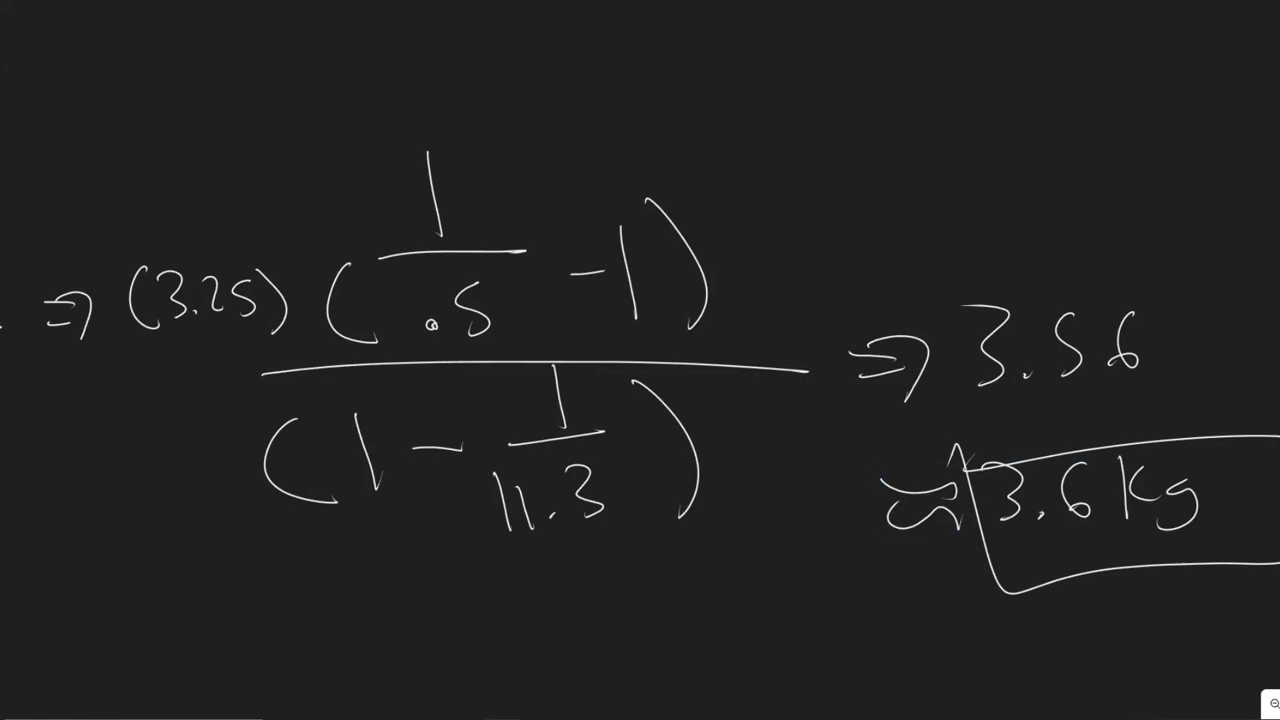 ⇒ (3.25) (1/.5 - 1) / (1 - 1/11.3) ⇒ 3.56
≈ 3.6 Kg